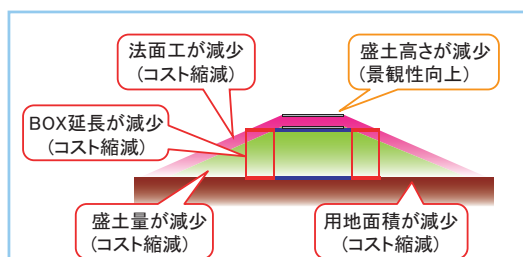 法面工が減少
(コスト縮減)
盛土高さが減少
(景観性向上)
BOX延長が減少
(コスト縮減)
盛土量が減少
(コスト縮減)
用地面積が減少
(コスト縮減)